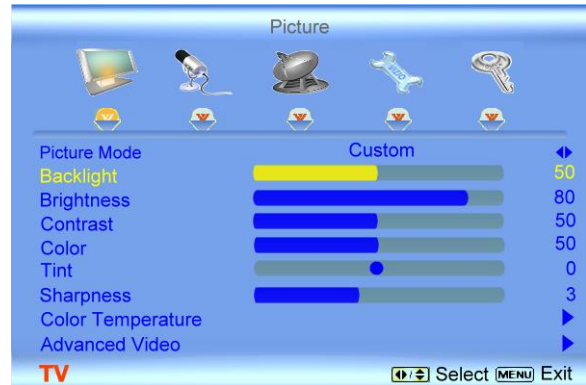 Picture
Picture Mode Custom
Backlight 50
Brightness 80
Contrast 50
Color 50
Tint 0
Sharpness 3
Color Temperature
Advanced Video
TV Select MENU Exit